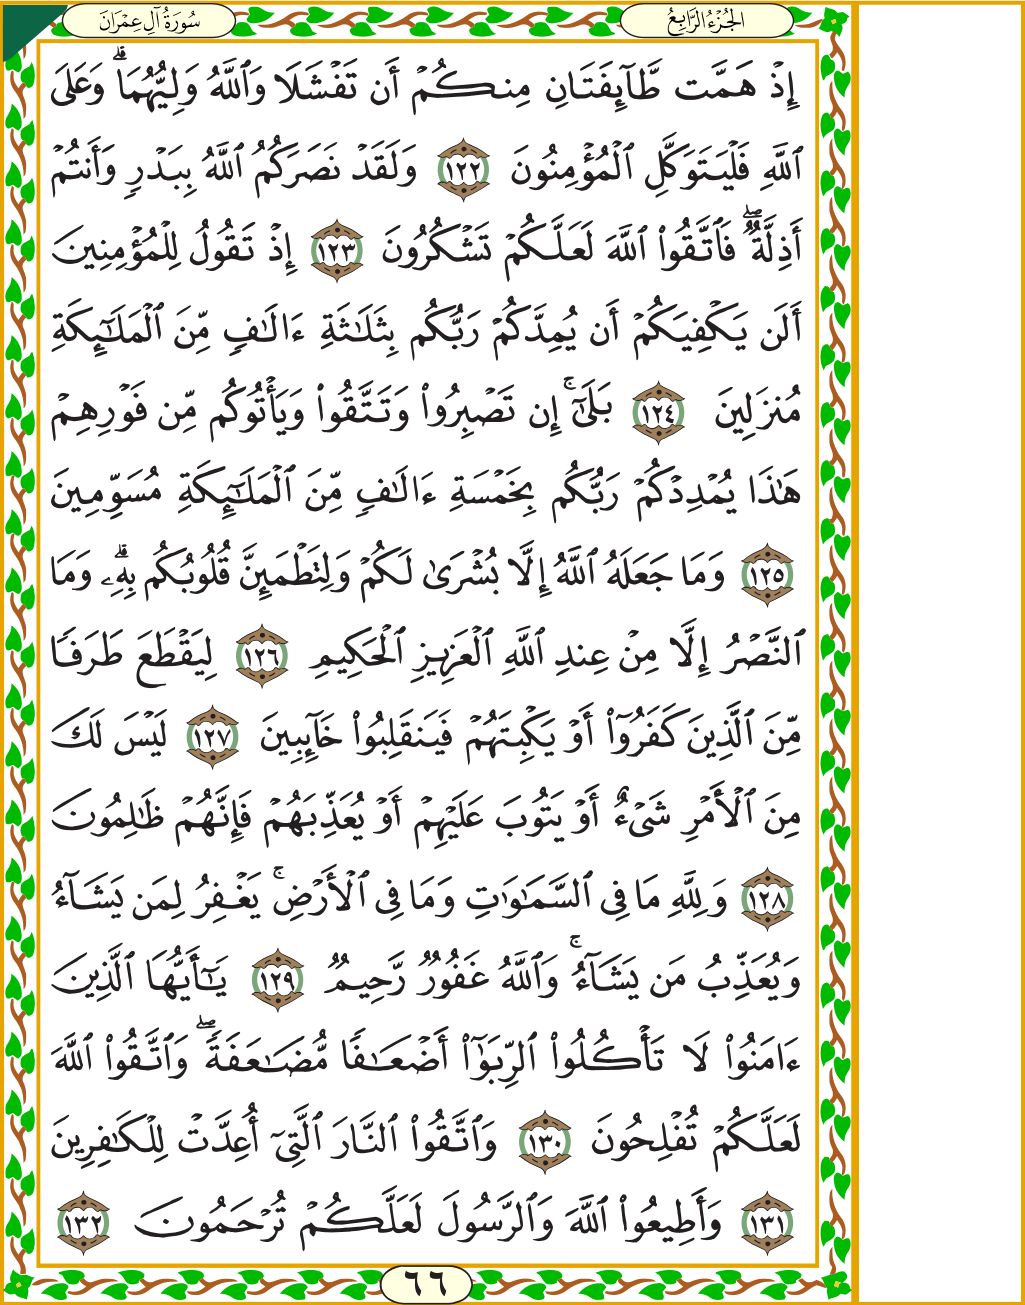 سُورَةُ آلِ عِمْرَان
الجُزْءُ الرَّابِعُ
إِذْ هَمَّت طَّآئِفَتَانِ مِنكُمْ أَن تَفْشَلَا وَٱللَّهُ وَلِيُّهُمَا ۗ وَعَلَى
ٱللَّهِ فَلْيَتَوَكَّلِ ٱلْمُؤْمِنُونَ ١٢٢ وَلَقَدْ نَصَرَكُمُ ٱللَّهُ بِبَدْرٍ وَأَنتُمْ
أَذِلَّةٌ ۖ فَٱتَّقُوا۟ ٱللَّهَ لَعَلَّكُمْ تَشْكُرُونَ ١٢٣ إِذْ تَقُولُ لِلْمُؤْمِنِينَ
أَلَن يَكْفِيَكُمْ أَن يُمِدَّكُمْ رَبُّكُم بِثَلَٰثَةِ ءَالَٰفٍ مِّنَ ٱلْمَلَٰٓئِكَةِ
مُنزَلِينَ ١٢٤ بَلَىٰٓ ۚ إِن تَصْبِرُوا۟ وَتَتَّقُوا۟ وَيَأْتُوكُم مِّن فَوْرِهِمْ
هَٰذَا يُمْدِدْكُمْ رَبُّكُم بِخَمْسَةِ ءَالَٰفٍ مِّنَ ٱلْمَلَٰٓئِكَةِ مُسَوِّمِينَ
١٢٥ وَمَا جَعَلَهُ ٱللَّهُ إِلَّا بُشْرَىٰ لَكُمْ وَلِتَطْمَئِنَّ قُلُوبُكُم بِهِۦ ۗ وَمَا
ٱلنَّصْرُ إِلَّا مِنْ عِندِ ٱللَّهِ ٱلْعَزِيزِ ٱلْحَكِيمِ ١٢٦ لِيَقْطَعَ طَرَفًا
مِّنَ ٱلَّذِينَ كَفَرُوٓا۟ أَوْ يَكْبِتَهُمْ فَيَنقَلِبُوا۟ خَآئِبِينَ ١٢٧ لَيْسَ لَكَ
مِنَ ٱلْأَمْرِ شَىْءٌ أَوْ يَتُوبَ عَلَيْهِمْ أَوْ يُعَذِّبَهُمْ فَإِنَّهُمْ ظَٰلِمُونَ
١٢٨ وَلِلَّهِ مَا فِى ٱلسَّمَٰوَٰتِ وَمَا فِى ٱلْأَرْضِ ۚ يَغْفِرُ لِمَن يَشَآءُ
وَيُعَذِّبُ مَن يَشَآءُ ۚ وَٱللَّهُ غَفُورٌ رَّحِيمٌ ١٢٩ يَٰٓأَيُّهَا ٱلَّذِينَ
ءَامَنُوا۟ لَا تَأْكُلُوا۟ ٱلرِّبَوٰٓا۟ أَضْعَٰفًا مُّضَٰعَفَةً ۖ وَٱتَّقُوا۟ ٱللَّهَ
لَعَلَّكُمْ تُفْلِحُونَ ١٣٠ وَٱتَّقُوا۟ ٱلنَّارَ ٱلَّتِىٓ أُعِدَّتْ لِلْكَٰفِرِينَ
١٣١ وَأَطِيعُوا۟ ٱللَّهَ وَٱلرَّسُولَ لَعَلَّكُمْ تُرْحَمُونَ ١٣٢
٦٦